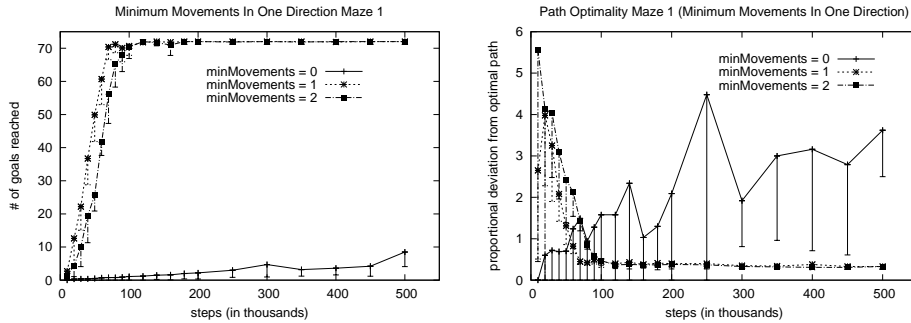 Minimum Movements In One Direction Maze 1
# of goals reached
70
60
50
40
30
20
10
0
minMovements = 0
minMovements = 1
minMovements = 2
0 100 200 300 400 500
steps (in thousands)
Path Optimality Maze 1 (Minimum Movements In One Direction)
proportional deviation from optimal path
6
5
4
3
2
1
0
minMovements = 0
minMovements = 1
minMovements = 2
0 100 200 300 400 500
steps (in thousands)